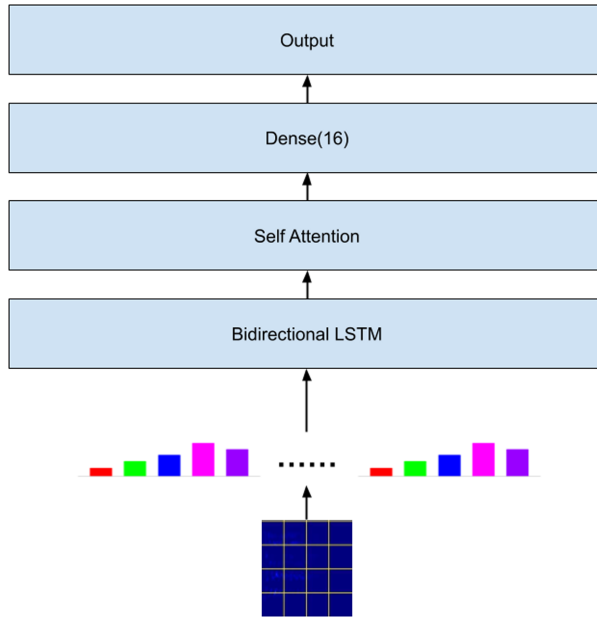 Output
Dense(16)
Self Attention
Bidirectional LSTM
......